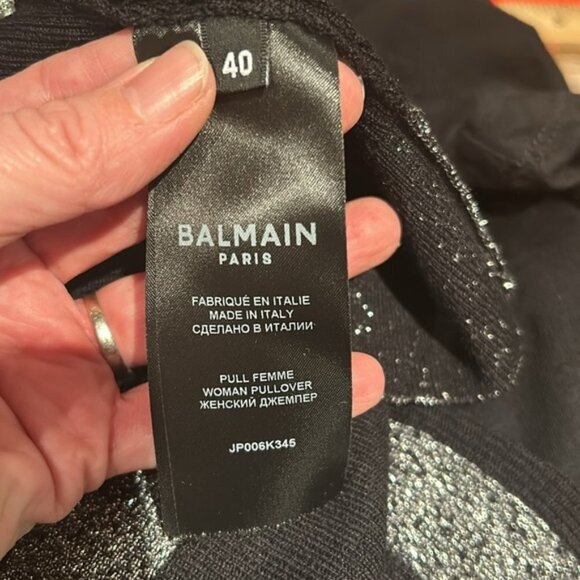 40
BALMAIN
PARIS
FABRIQUÉ EN ITALIE
MADE IN ITALY
СДЕЛАНО В ИТАЛИИ
PULL FEMME
WOMAN PULLOVER
ЖЕНСКИЙ ДЖЕМПЕР
JP006K345